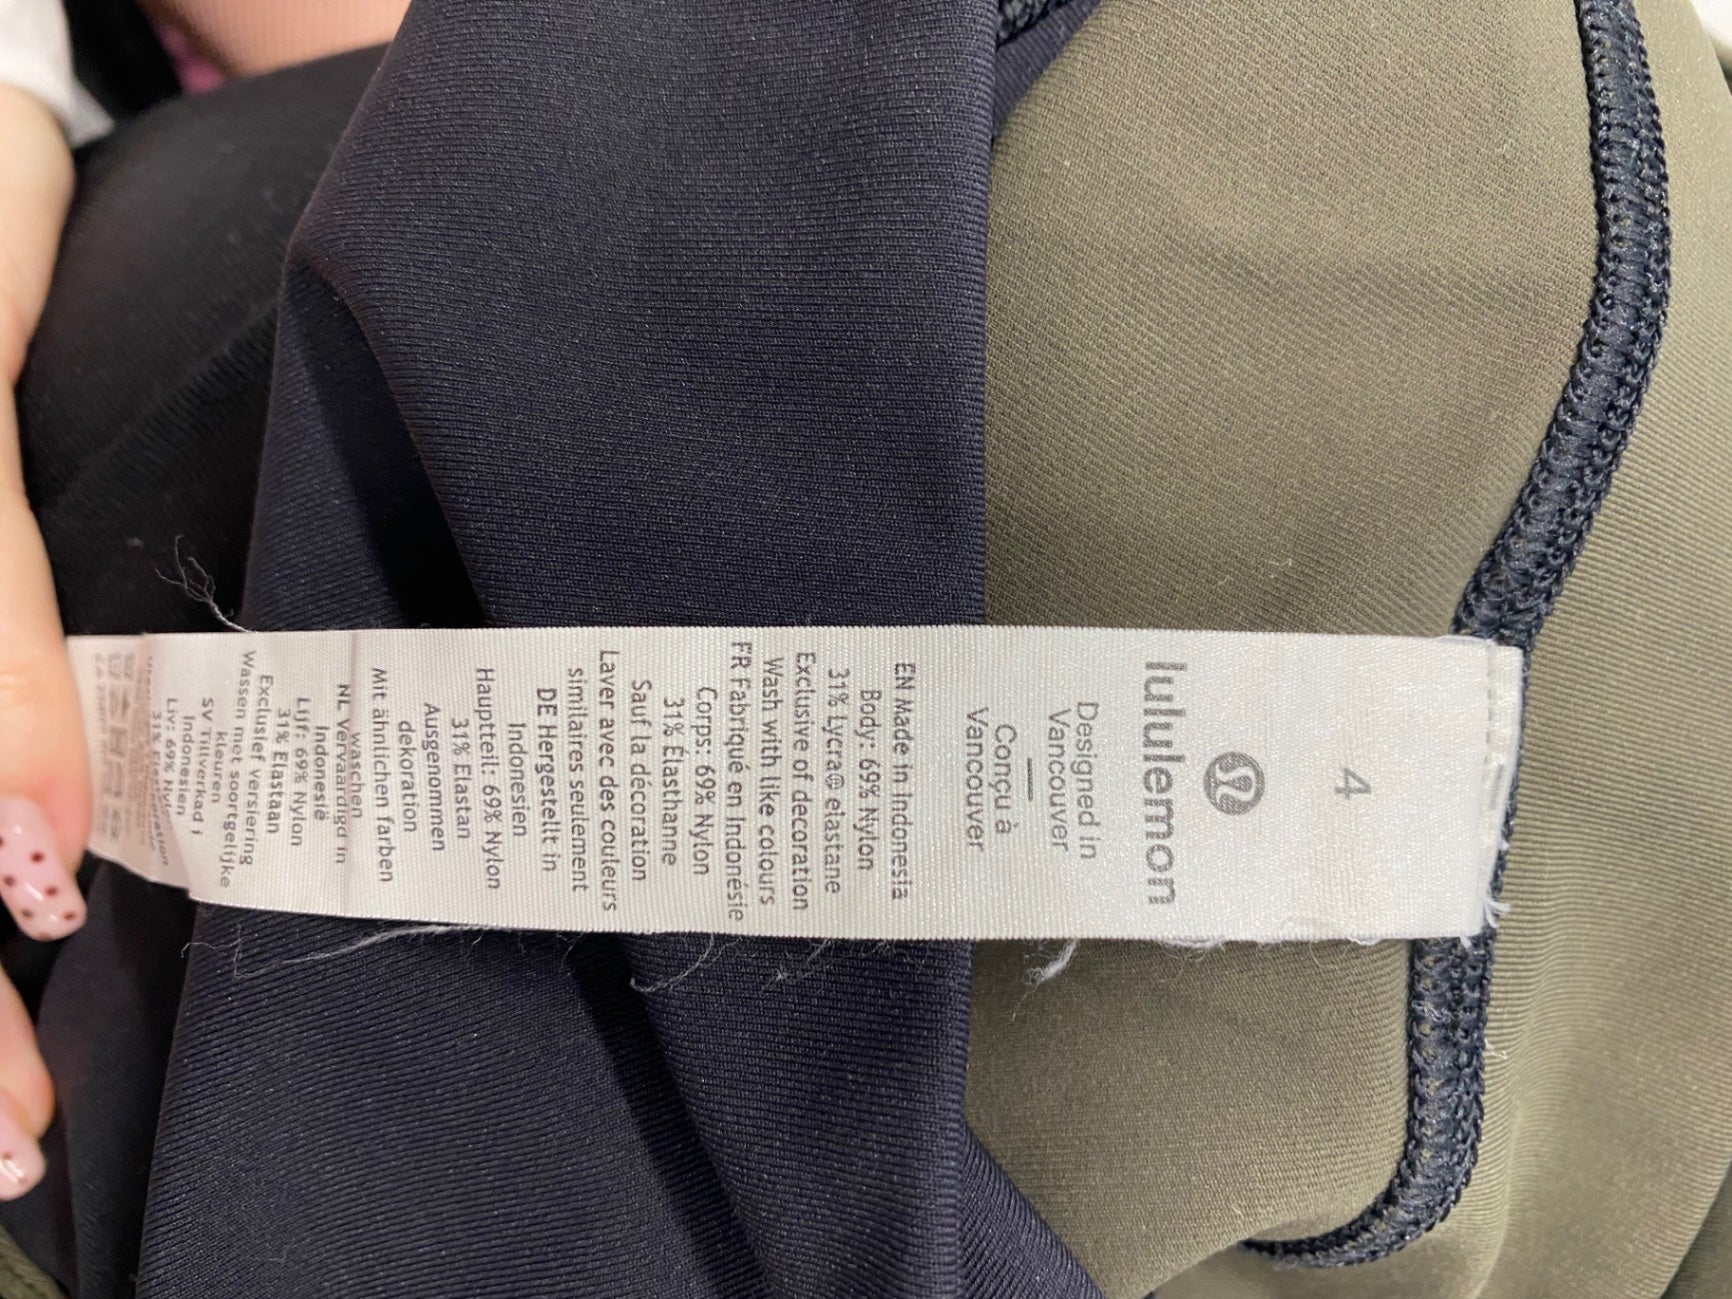 4
lululemon
Designed in
Vancouver
Conçu à
Vancouver
EN Made in Indonesia
Body: 69% Nylon
31% Lycra® elastane
Exclusive of decoration
Wash with like colours
FR Fabriqué en Indonésie
Corps: 69% Nylon
31% Élasthanne
Sauf la décoration
Laver avec des couleurs
similaires seulement
DE Hergestellt in
Indonesien
Hauptteil: 69% Nylon
31% Elastan
Ausgenommen
dekoration
Mit ähnlichen farben
waschen
NL Vervaardigd in
Indonesië
Lijf: 69% Nylon
31% Elastaan
Exclusief versiering
Wassen met soortgelijke
kleuren
SV Tillverkad i
Indonesien
Liv: 69% Nylon
31%